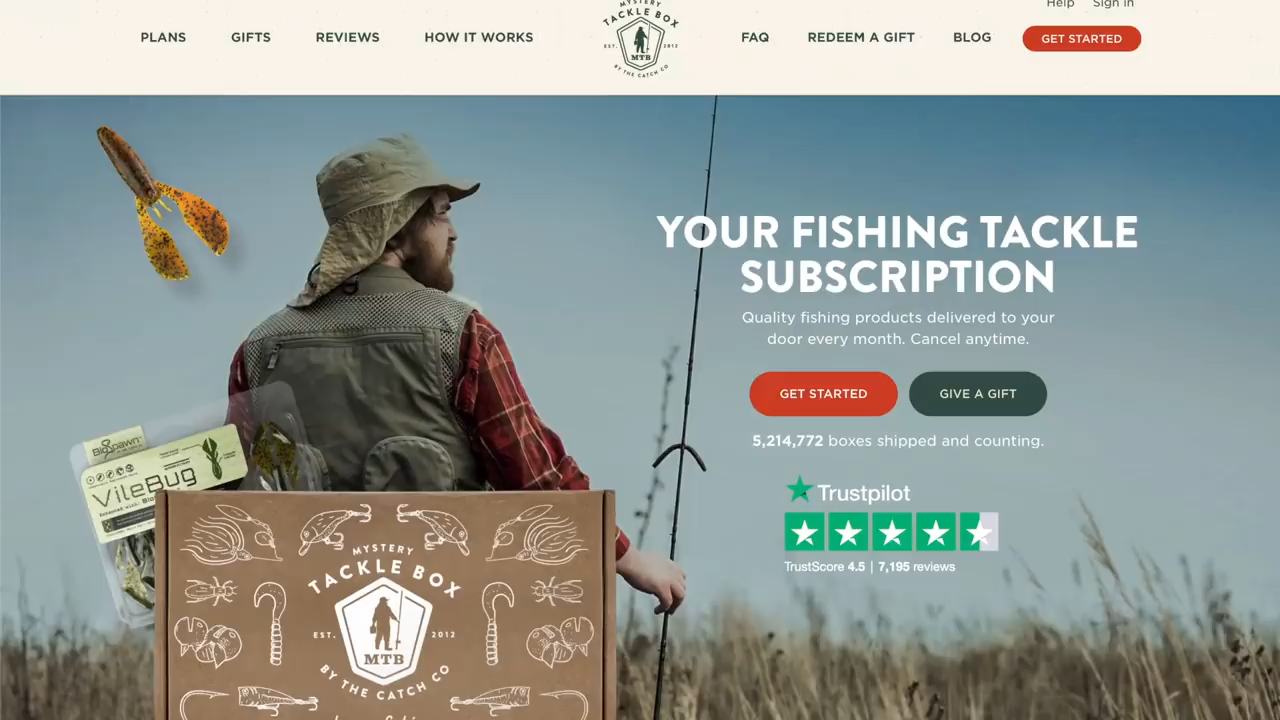 Help Sign in
PLANS GIFTS REVIEWS HOW IT WORKS
MYSTERY
TACKLE BOX
EST. 2012
MTB
BY THE CATCH CO
FAQ REDEEM A GIFT BLOG GET STARTED
YOUR FISHING TACKLE
SUBSCRIPTION
Quality fishing products delivered to your
door every month. Cancel anytime.
GET STARTED GIVE A GIFT
5,214,772 boxes shipped and counting.
Trustpilot
TrustScore 4.5 | 7,195 reviews
BioSpawn
VileBug
MYSTERY
TACKLE BOX
EST. 2012
MTB
BY THE CATCH CO